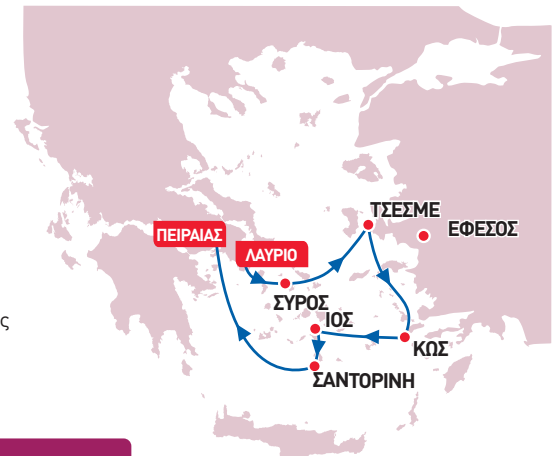 ΤΣΕΣΜΕ
ΕΦΕΣΟΣ
ΠΕΙΡΑΙΑΣ
ΛΑΥΡΙΟ
ΣΥΡΟΣ
ΙΟΣ
ς
ΚΩΣ
ΣΑΝΤΟΡΙΝΗ